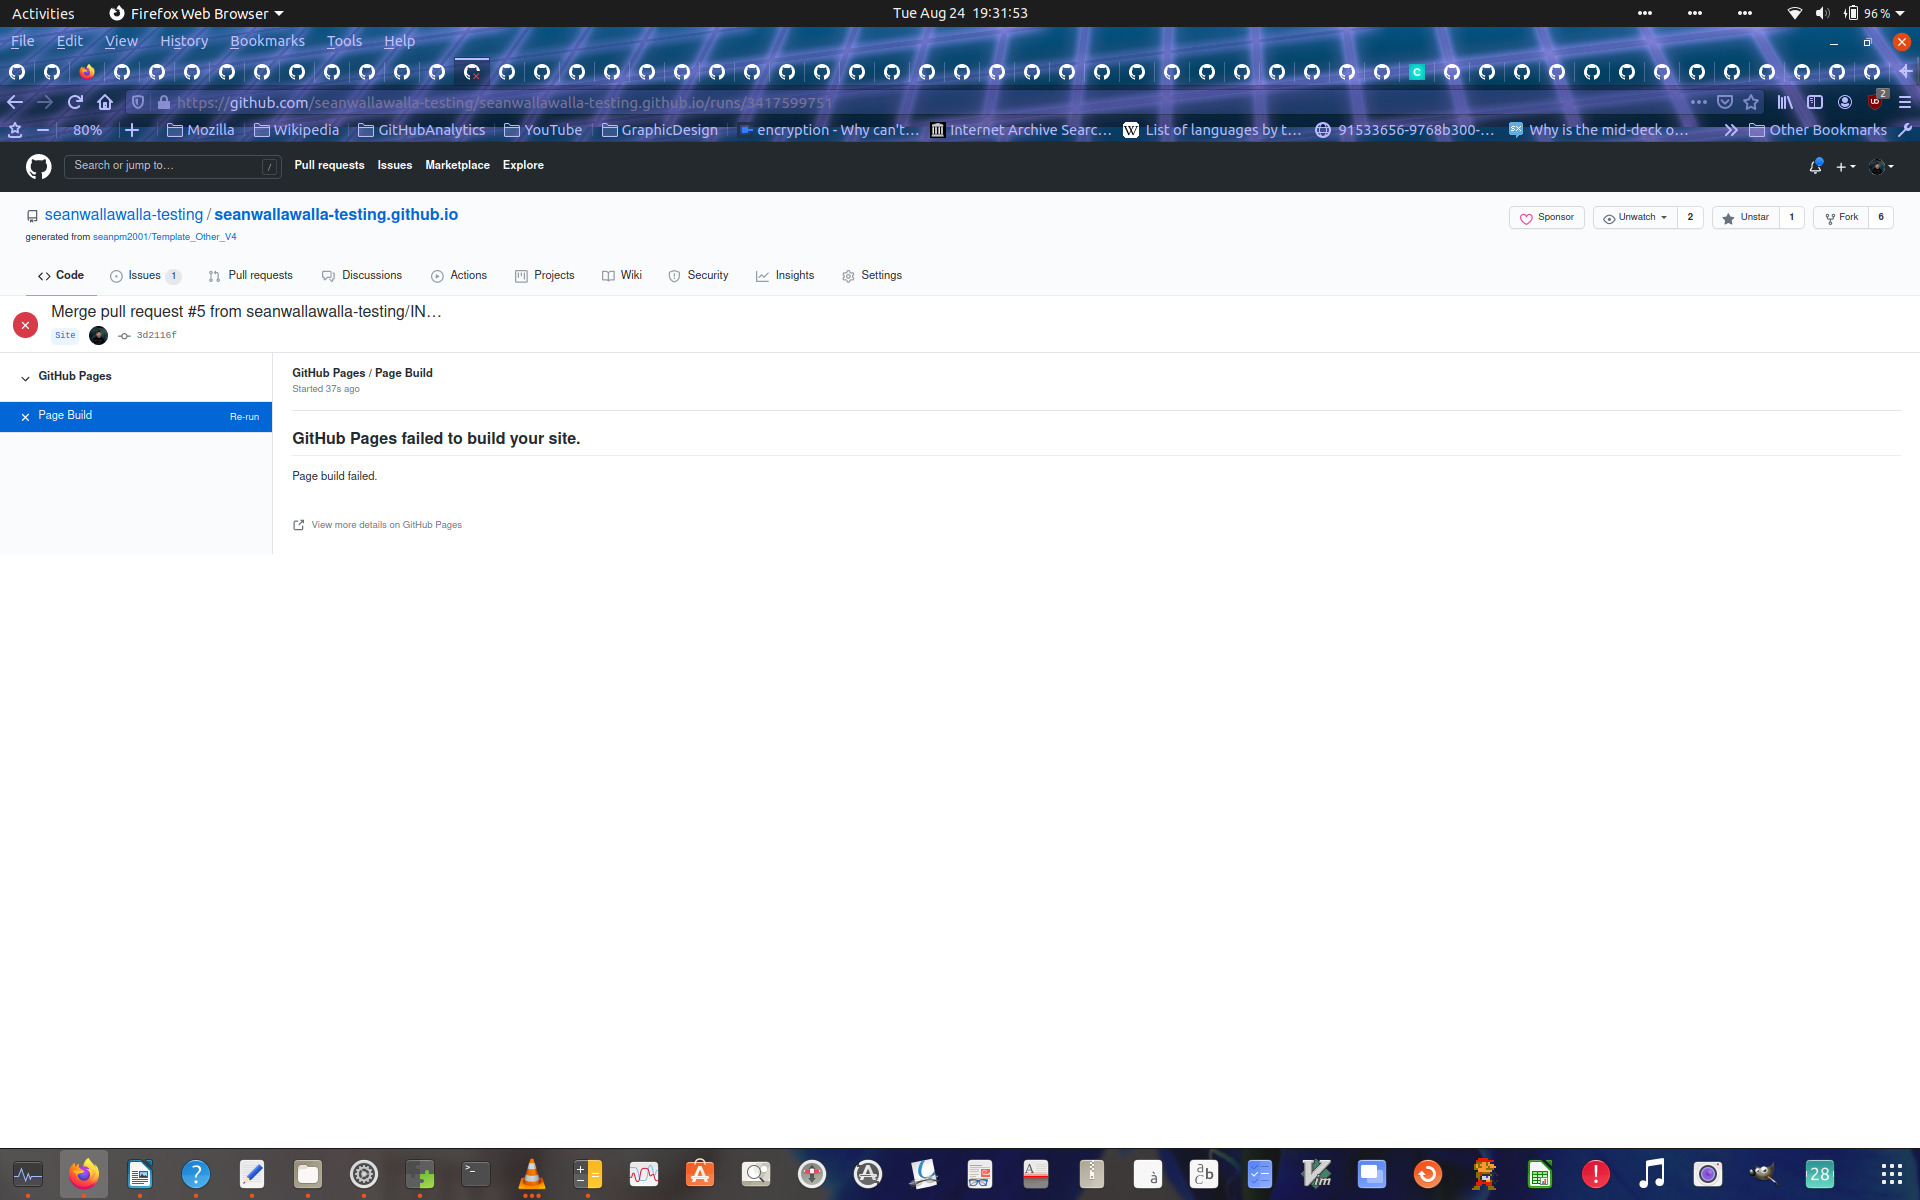 Activities Firefox Web Browser Tue Aug 24 19:31:53 96 %
File Edit View History Bookmarks Tools Help
https://github.com/seanwallawalla-testing/seanwallawalla-testing.github.io/runs/3417599751 2
80% Mozilla Wikipedia GitHubAnalytics YouTube GraphicDesign encryption - Why can't… Internet Archive Searc… W List of languages by t… 91533656-9768b300-… Why is the mid-deck o… Other Bookmarks
Search or jump to… / Pull requests Issues Marketplace Explore
seanwallawalla-testing / seanwallawalla-testing.github.io Sponsor Unwatch 2 Unstar 1 Fork 6
generated from seanpm2001/Template_Other_V4
Code Issues 1 Pull requests Discussions Actions Projects Wiki Security Insights Settings
Merge pull request #5 from seanwallawalla-testing/IN…
Site 3d2116f
GitHub Pages
Page Build Re-run
GitHub Pages / Page Build
Started 37s ago
GitHub Pages failed to build your site.
Page build failed.
View more details on GitHub Pages
28